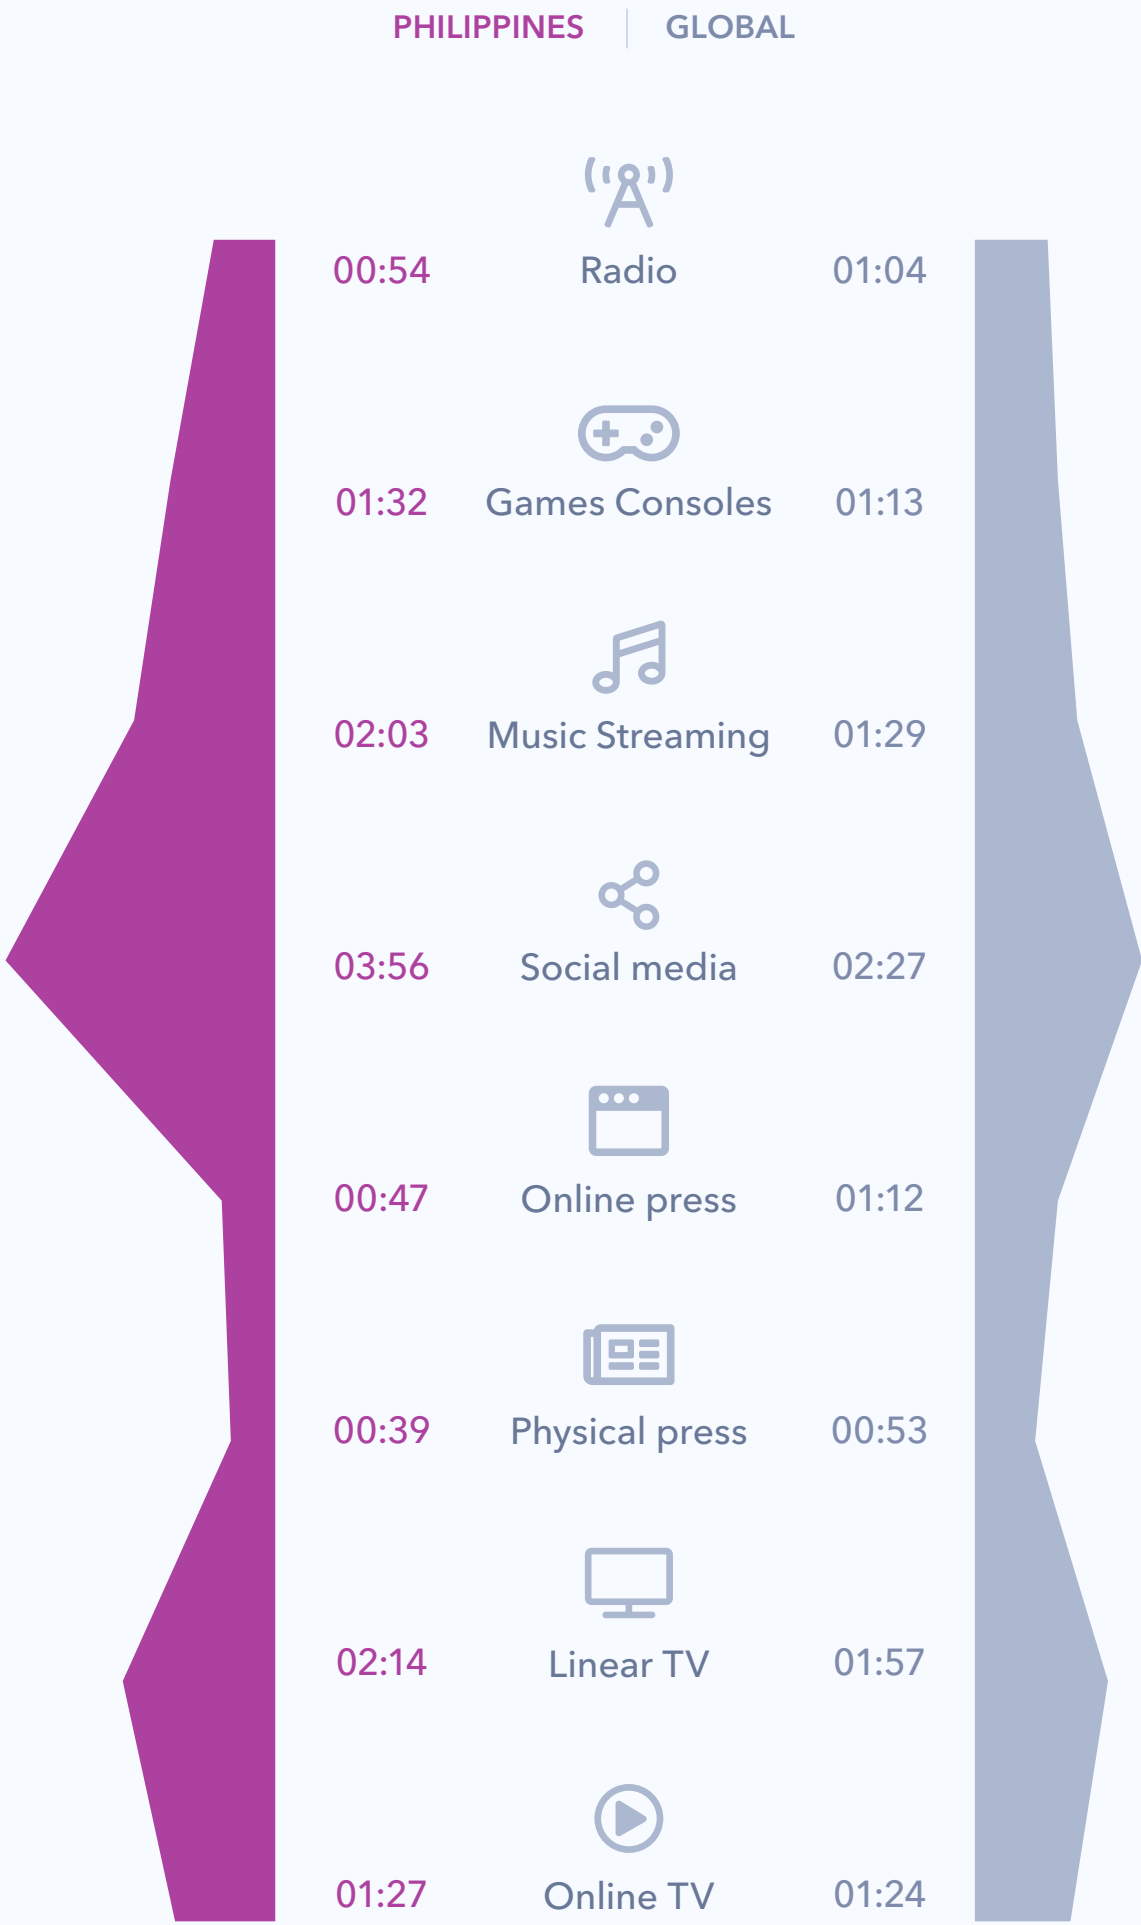 PHILIPPINES GLOBAL
00:54 Radio 01:04
01:32 Games Consoles 01:13
02:03 Music Streaming 01:29
03:56 Social media 02:27
00:47 Online press 01:12
00:39 Physical press 00:53
02:14 Linear TV 01:57
01:27 Online TV 01:24